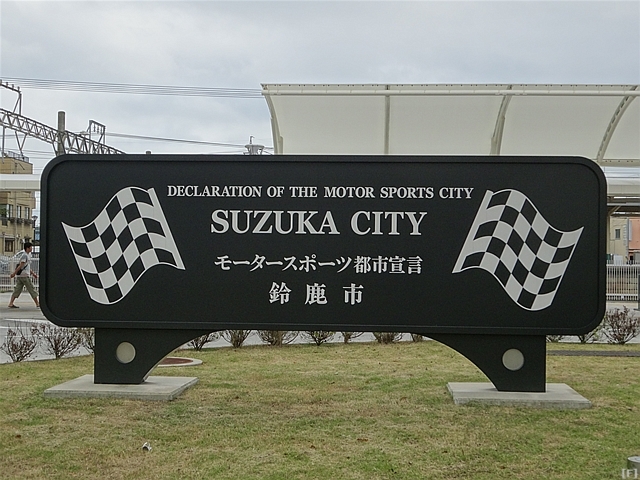 DECLARATION OF THE MOTOR SPORTS CITY
SUZUKA CITY
モータースポーツ都市宣言
鈴鹿市